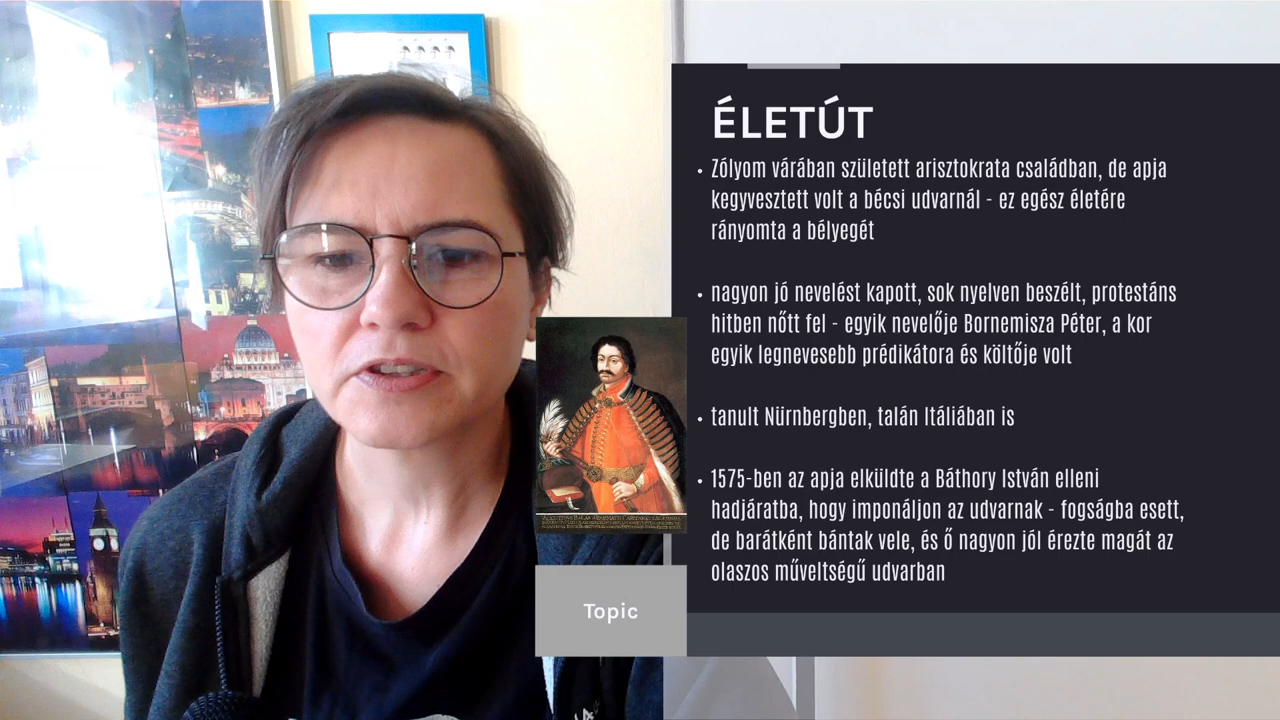 ÉLETÚT
• Zólyom várában született arisztokrata családban, de apja
kegyvesztett volt a bécsi udvarnál - ez egész életére
rányomta a bélyegét
• nagyon jó nevelést kapott, sok nyelven beszélt, protestáns
hitben nőtt fel - egyik nevelője Bornemisza Péter, a kor
egyik legnevesebb prédikátora és költője volt
• tanult Nürnbergben, talán Itáliában is
• 1575-ben az apja elküldte a Báthory István elleni
hadjáratba, hogy imponáljon az udvarnak - fogságba esett,
de barátként bántak vele, és ő nagyon jól érezte magát az
olaszos műveltségű udvarban
Topic